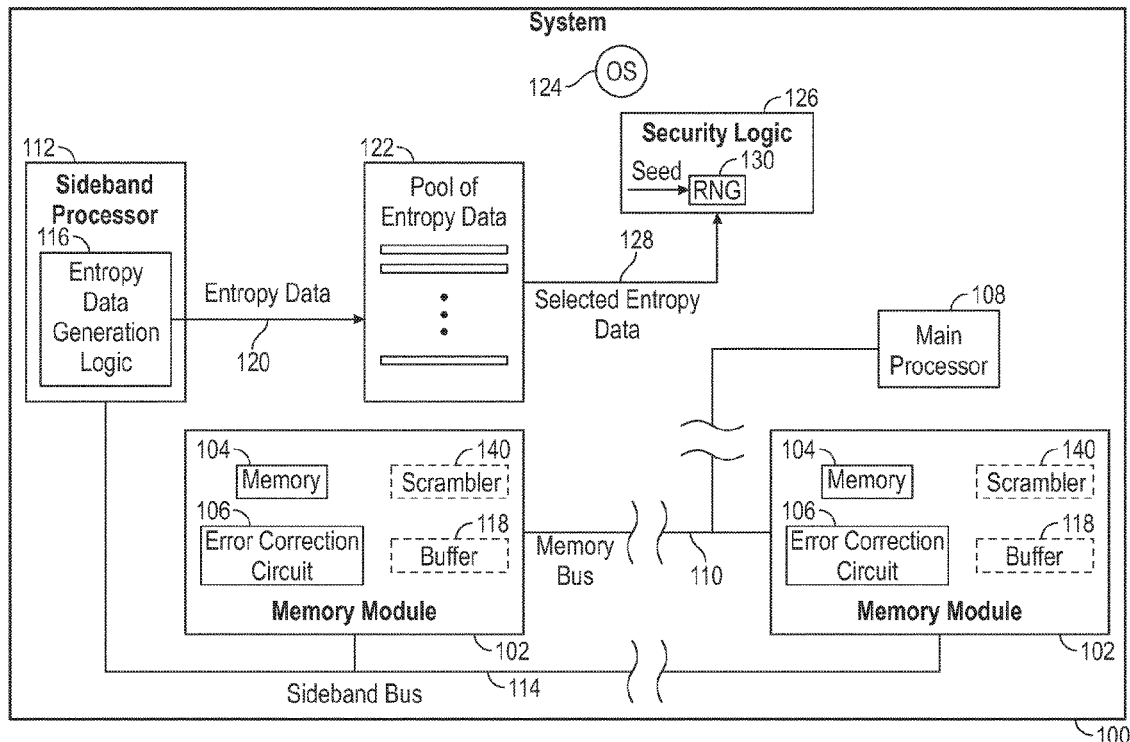 System
124
OS
126
Security Logic
Seed
130
RNG
112
Sideband
Processor
116
Entropy
Data
Generation
Logic
Entropy Data
120
122
Pool of
Entropy Data
128
Selected Entropy
Data
108
Main
Processor
104
Memory
140
Scrambler
106
Error Correction
Circuit
118
Buffer
Memory Module
102
Memory
Bus
110
104
Memory
140
Scrambler
106
Error Correction
Circuit
118
Buffer
Memory Module
102
Sideband Bus
114
100